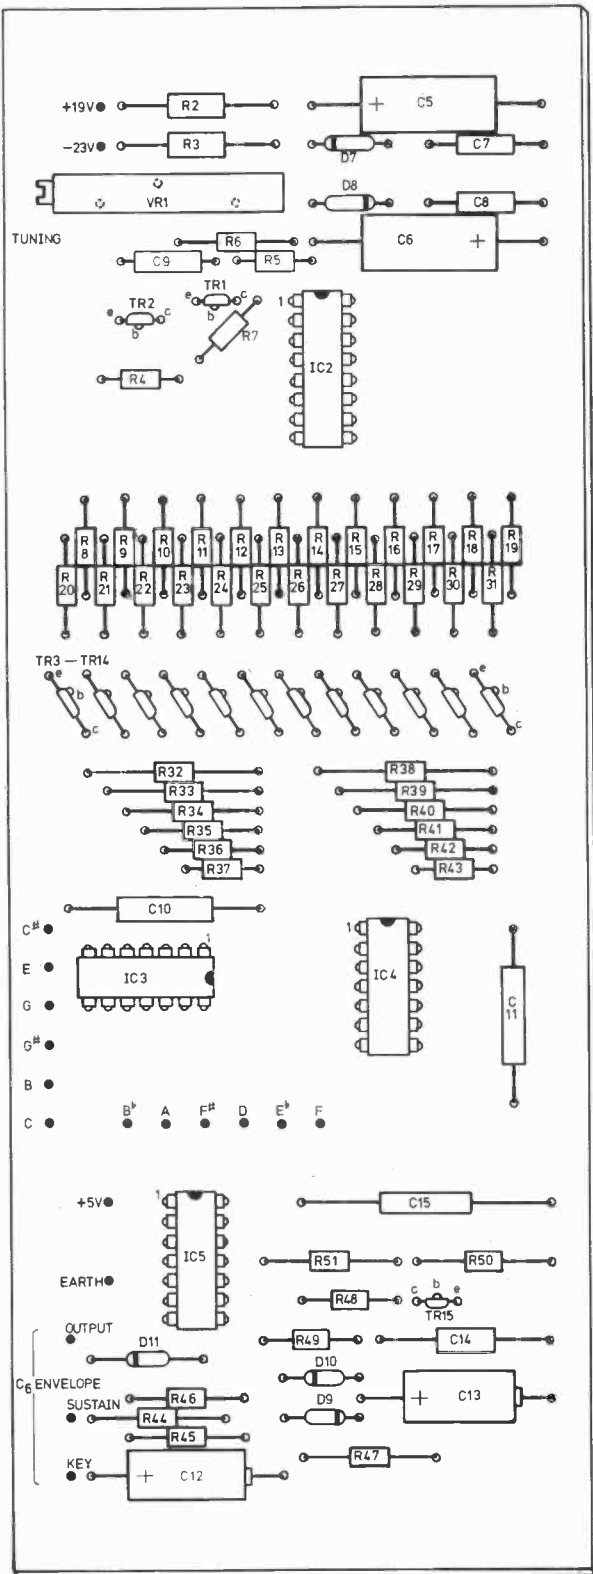 +19V R2 + C5
-23V R3 D7 C7
VR1 D8 C8
TUNING R6 C6 +
C9 R5
TR1
TR2 e c 1
e c b
b R7
R4 IC2
R8 R9 R10 R11 R12 R13 R14 R15 R16 R17 R18 R19
R20 R21 R22 R23 R24 R25 R26 R27 R28 R29 R30 R31
TR3 – TR14
e b c e b c
R32 R38
R33 R39
R34 R40
R35 R41
R36 R42
R37 R43
C10
C# 1 1
E IC3 IC4
G C11
G#
B
C B♭ A F# D E♭ F
+5V 1 C15
IC5 R51 R50
EARTH R48 c b e
TR15
OUTPUT D11 R49 C14
C6 ENVELOPE D10 + C13
R46
SUSTAIN R44 D9
R45 R47
KEY + C12